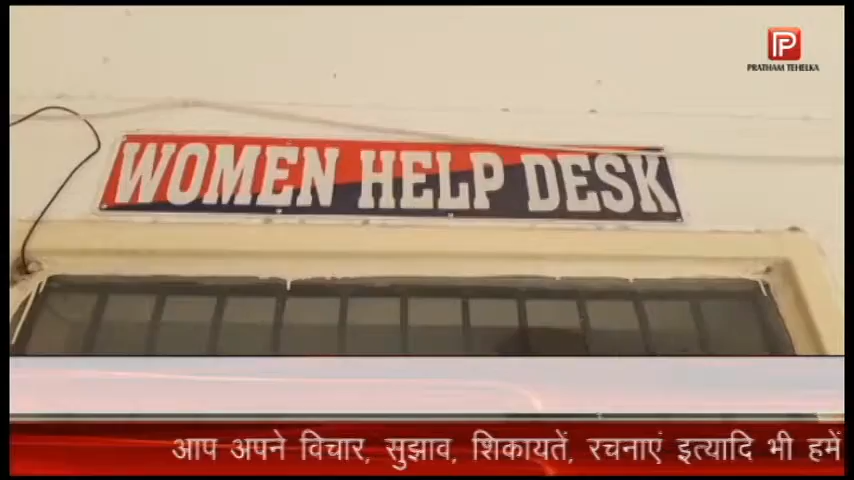 PRATHAM TEHELKA
WOMEN HELP DESK
आप अपने विचार, सुझाव, शिकायतें, रचनाएं इत्यादि भी हमें